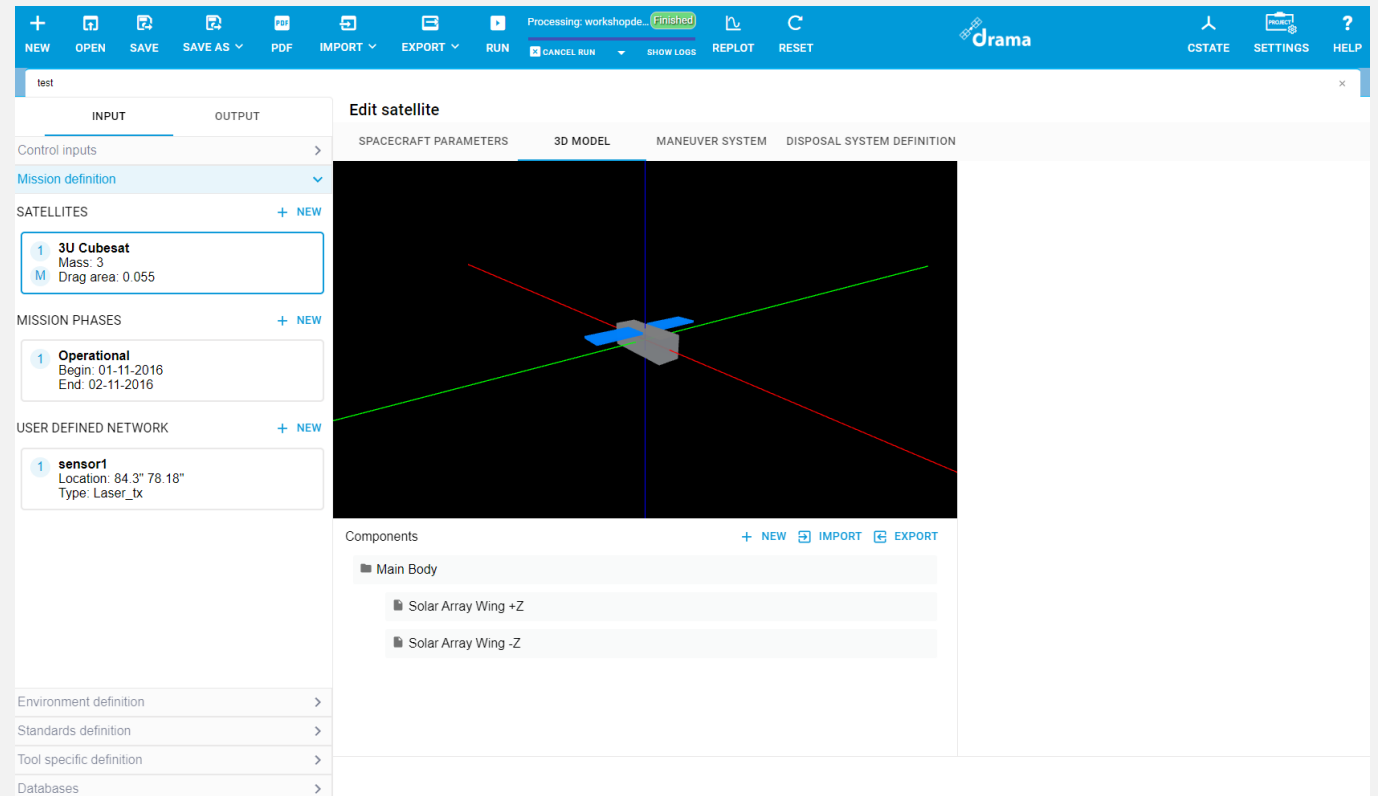 NEW OPEN SAVE SAVE AS PDF IMPORT EXPORT RUN
Processing: workshopde... Finished
CANCEL RUN SHOW LOGS
REPLOT RESET
drama
CSTATE
PROJECT
SETTINGS
? HELP
test ×
INPUT OUTPUT
Control inputs
Mission definition
SATELLITES + NEW
1 3U Cubesat
M Mass: 3
Drag area: 0.055
MISSION PHASES + NEW
1 Operational
Begin: 01-11-2016
End: 02-11-2016
USER DEFINED NETWORK + NEW
1 sensor1
Location: 84.3" 78.18"
Type: Laser_tx
Environment definition
Standards definition
Tool specific definition
Databases
Edit satellite
SPACECRAFT PARAMETERS 3D MODEL MANEUVER SYSTEM DISPOSAL SYSTEM DEFINITION
Components + NEW IMPORT EXPORT
Main Body
Solar Array Wing +Z
Solar Array Wing -Z